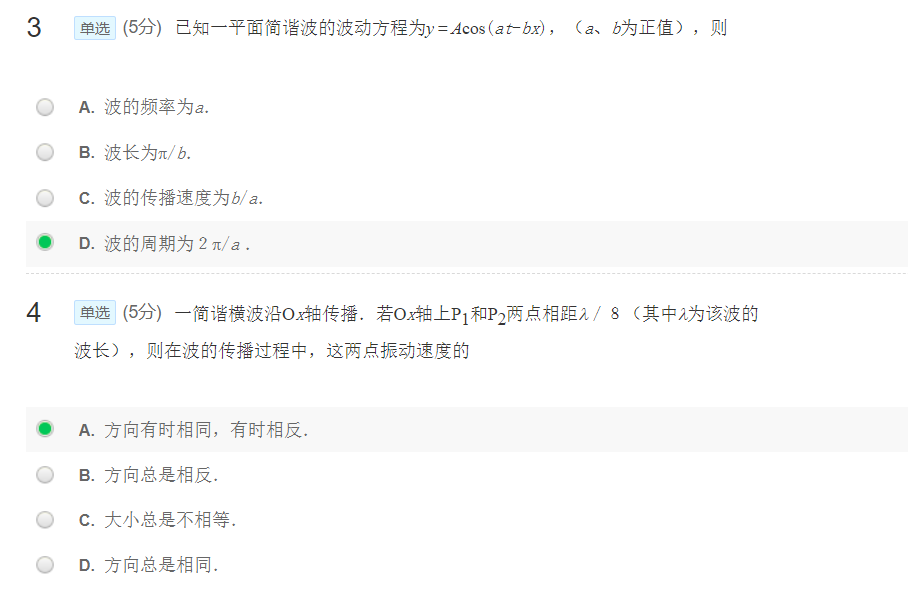 3 单选 (5分) 已知一平面简谐波的波动方程为y=Acos(at-bx)，（a、b为正值），则
A. 波的频率为a.
B. 波长为π/b.
C. 波的传播速度为b/a.
D. 波的周期为２π/a .
4 单选 (5分) 一简谐横波沿Ox轴传播．若Ox轴上P1和P2两点相距λ / ８（其中λ为该波的
波长），则在波的传播过程中，这两点振动速度的
A. 方向有时相同，有时相反.
B. 方向总是相反.
C. 大小总是不相等.
D. 方向总是相同.